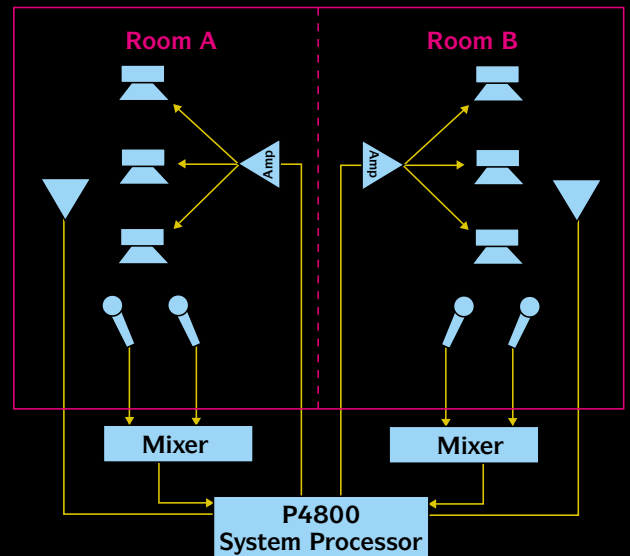 Room A
Room B
Amp
Amp
Mixer
Mixer
P4800
System Processor